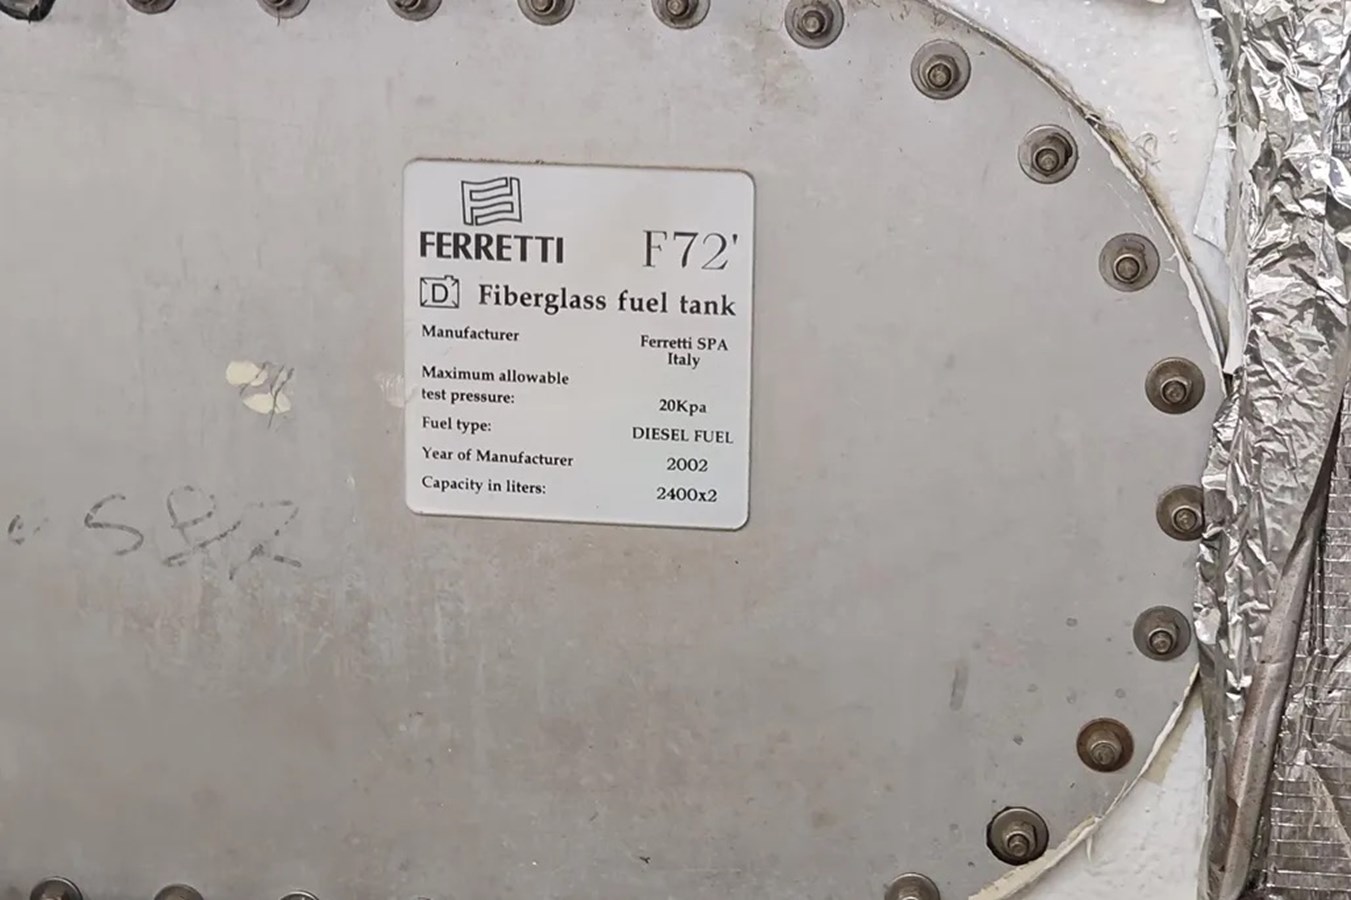 FERRETTI F72'
D Fiberglass fuel tank
Manufacturer Ferretti SPA
Italy
Maximum allowable
test pressure: 20Kpa
Fuel type: DIESEL FUEL
Year of Manufacturer 2002
Capacity in liters: 2400x2